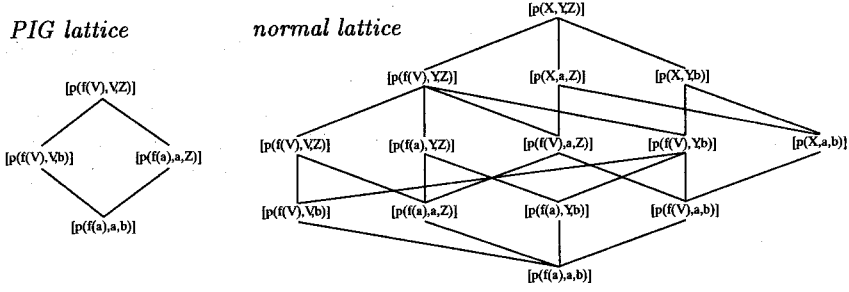 PIG lattice
normal lattice
[p(X,Y,Z)]
[p(f(V),Y,Z)] [p(X,a,Z)] [p(X,Y,b)]
[p(f(V),V,Z)]
[p(f(V),V,b)] [p(f(a),a,Z)]
[p(f(a),a,b)]
[p(f(V),V,Z)] [p(f(a),Y,Z)] [p(f(V),a,Z)] [p(f(V),Y,b)] [p(X,a,b)]
[p(f(V),V,b)] [p(f(a),a,Z)] [p(f(a),Y,b)] [p(f(V),a,b)]
[p(f(a),a,b)]